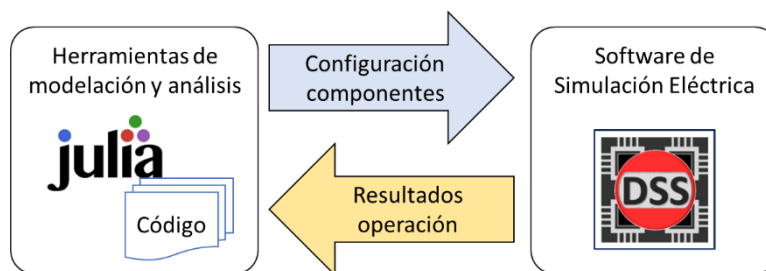 Herramientas de
modelación y análisis
julia
Código
Configuración
componentes
Resultados
operación
Software de
Simulación Eléctrica
DSS